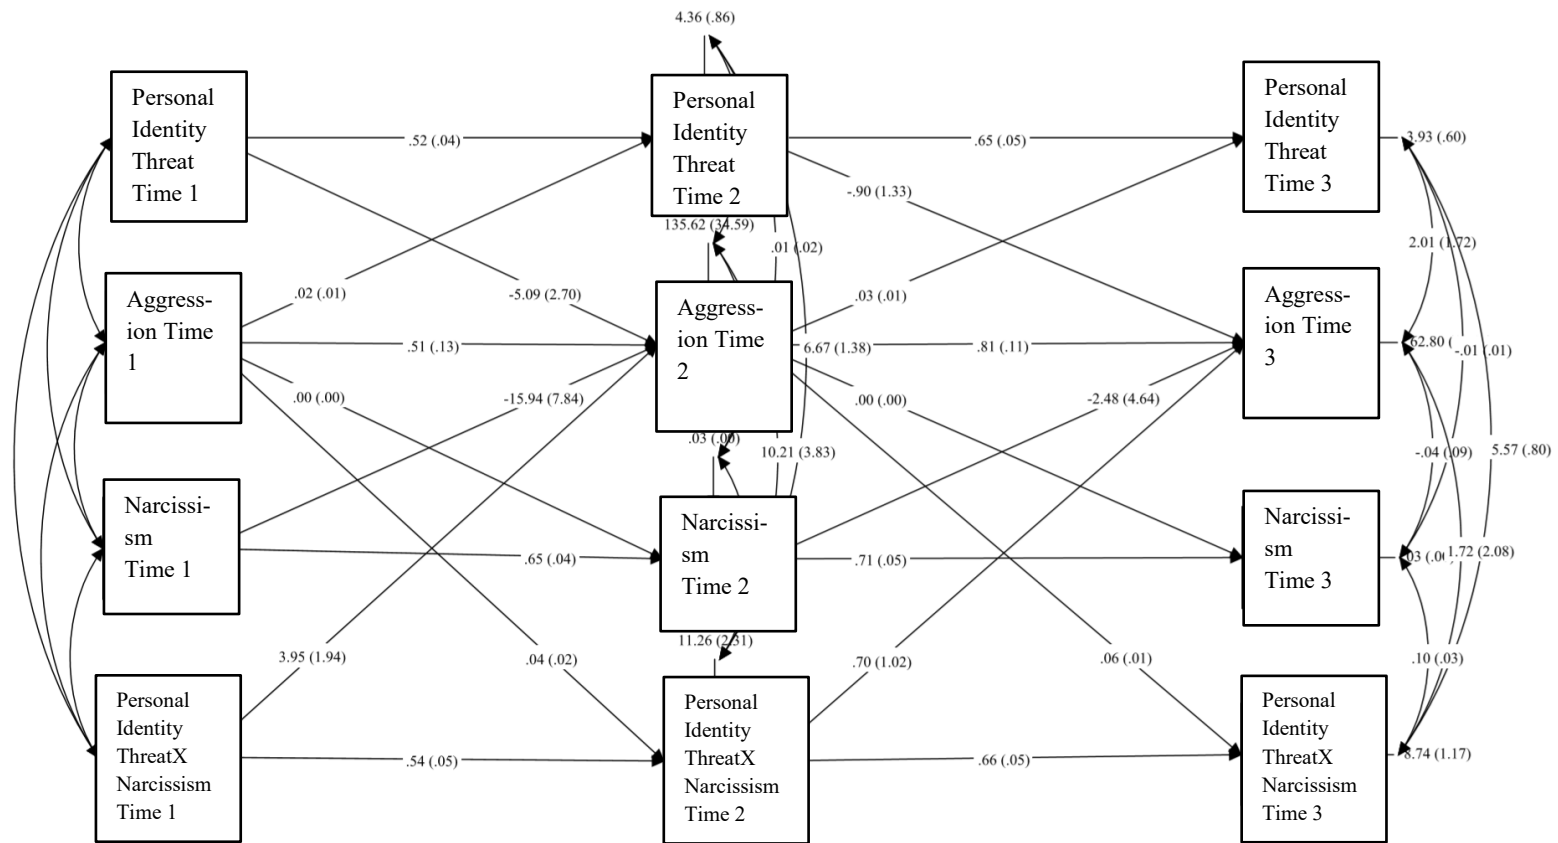 4.36 (.86)
Personal
Identity
Threat
Time 1
Personal
Identity
Threat
Time 2
Personal
Identity
Threat
Time 3
.52 (.04)
.65 (.05)
3.93 (.60)
-.90 (1.33)
135.62 (34.59)
.01 (.02)
2.01 (1.72)
Aggress-
ion Time
1
Aggress-
ion Time
2
Aggress-
ion Time
3
.02 (.01)
-5.09 (2.70)
.03 (.01)
.51 (.13)
6.67 (1.38)
.81 (.11)
62.80 (
-.01 (.01)
.00 (.00)
-15.94 (7.84)
.00 (.00)
-2.48 (4.64)
.03 (.00)
10.21 (3.83)
-.04 (.09)
5.57 (.80)
Narcissi-
sm
Time 1
Narcissi-
sm
Time 2
Narcissi-
sm
Time 3
.65 (.04)
.71 (.05)
1.72 (2.08)
11.26 (2.31)
3.95 (1.94)
.04 (.02)
.70 (1.02)
.06 (.01)
.10 (.03)
Personal
Identity
ThreatX
Narcissism
Time 1
Personal
Identity
ThreatX
Narcissism
Time 2
Personal
Identity
ThreatX
Narcissism
Time 3
.54 (.05)
.66 (.05)
8.74 (1.17)